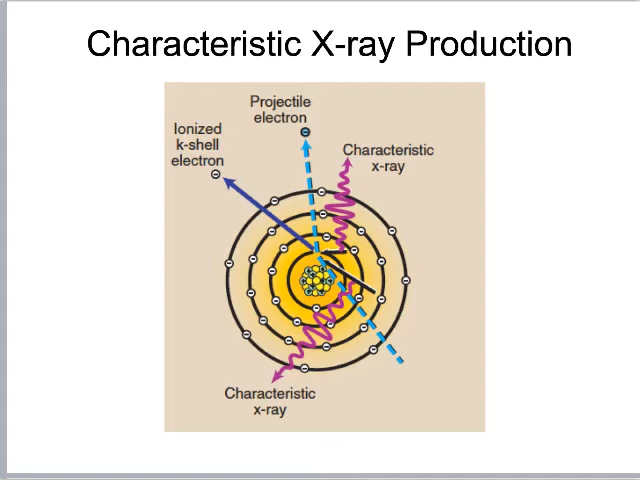 Characteristic X-ray Production
Projectile
electron
Ionized
k-shell
electron
Characteristic
x-ray
Characteristic
x-ray